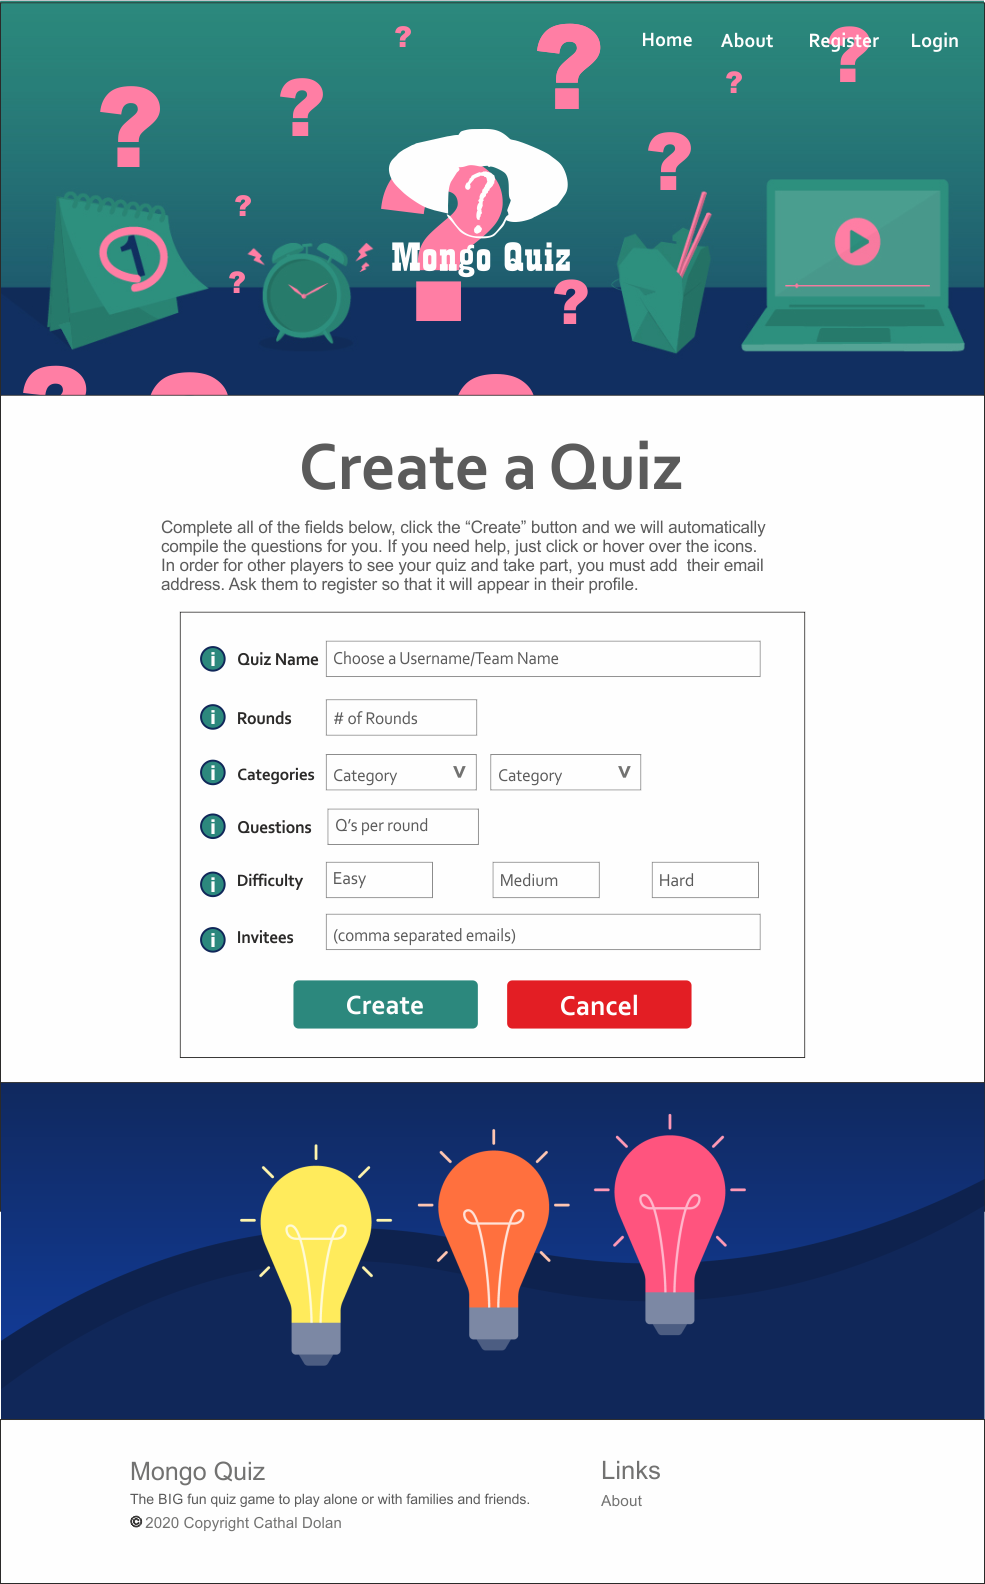 Home About Register Login
1
Mongo Quiz
Create a Quiz
Complete all of the fields below, click the “Create” button and we will automatically
compile the questions for you. If you need help, just click or hover over the icons.
In order for other players to see your quiz and take part, you must add  their email
address. Ask them to register so that it will appear in their profile.
i Quiz Name Choose a Username/Team Name
i Rounds # of Rounds
i Categories Category V Category V
i Questions Q's per round
i Difficulty Easy Medium Hard
i Invitees (comma separated emails)
Create Cancel
Mongo Quiz
The BIG fun quiz game to play alone or with families and friends.
© 2020 Copyright Cathal Dolan
Links
About